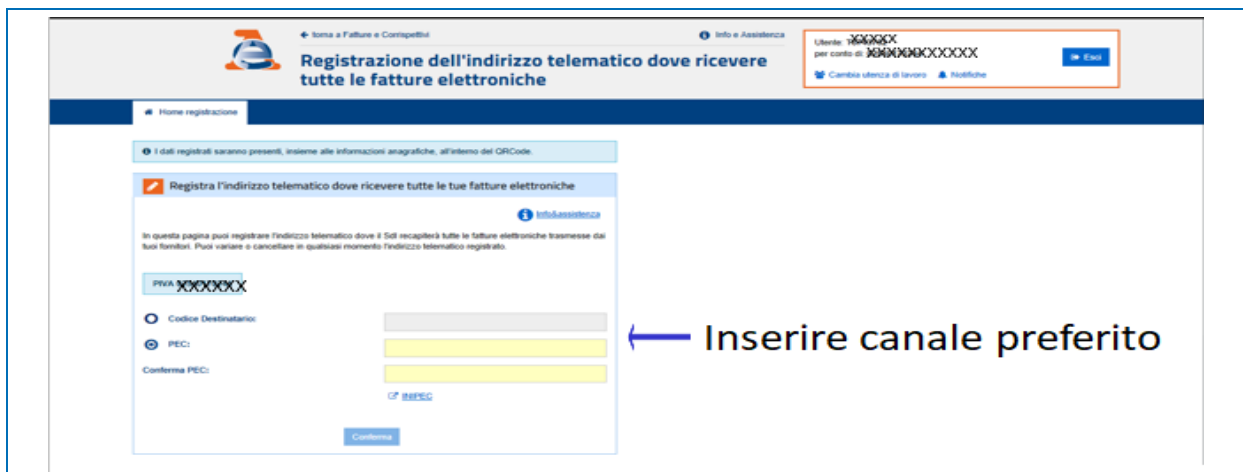 torna a Fatture e Corrispettivi
Info e Assistenza
Registrazione dell'indirizzo telematico dove ricevere
tutte le fatture elettroniche
Utente: XXXXX
per conto di: XXXXXXXXXXXX
Cambia utenza di lavoro Notifiche
Esci
Home registrazione
I dati registrati saranno presenti, insieme alle informazioni anagrafiche, all'interno del QRCode.
Registra l'indirizzo telematico dove ricevere tutte le tue fatture elettroniche
Info&assistenza
In questa pagina puoi registrare l'indirizzo telematico dove il SdI recapiterà tutte le fatture elettroniche trasmesse dai
tuoi fornitori. Puoi variare o cancellare in qualsiasi momento l'indirizzo telematico registrato.
PIVA XXXXXX
Codice Destinatario:
PEC:
Inserire canale preferito
Conferma PEC:
INIPEC
Conferma